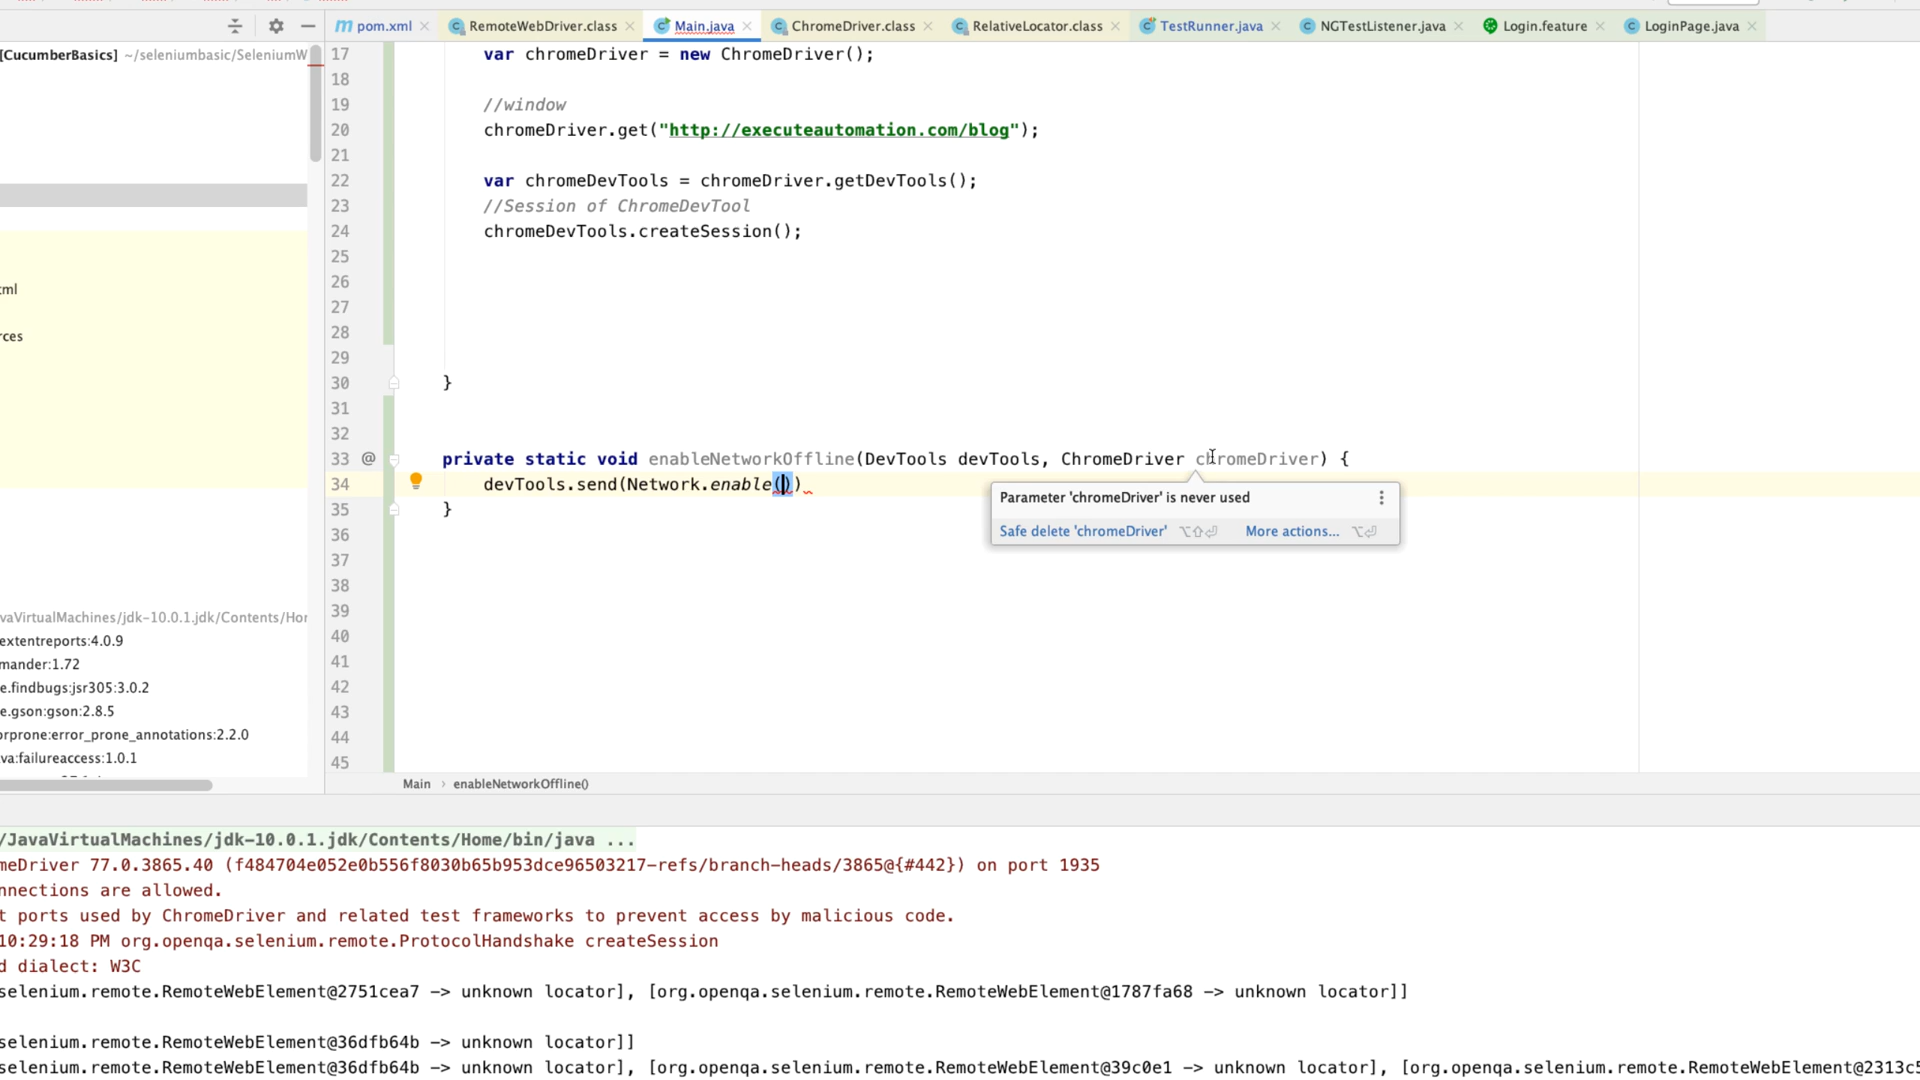 pom.xml
RemoteWebDriver.class
Main.java
ChromeDriver.class
RelativeLocator.class
TestRunner.java
NGTestListener.java
Login.feature
LoginPage.java
[CucumberBasics] ~/seleniumbasic/SeleniumW
tml
rces
vaVirtualMachines/jdk-10.0.1.jdk/Contents/Hor
extentreports:4.0.9
mander:1.72
e.findbugs:jsr305:3.0.2
e.gson:gson:2.8.5
orprone:error_prone_annotations:2.2.0
va:failureaccess:1.0.1
17 var chromeDriver = new ChromeDriver();
18
19 //window
20 chromeDriver.get("http://executeautomation.com/blog");
21
22 var chromeDevTools = chromeDriver.getDevTools();
23 //Session of ChromeDevTool
24 chromeDevTools.createSession();
25
26
27
28
29
30 }
31
32
33 @ private static void enableNetworkOffline(DevTools devTools, ChromeDriver chromeDriver) {
34 devTools.send(Network.enable())
35 }
36
37
38
39
40
41
42
43
44
45
Parameter 'chromeDriver' is never used
Safe delete 'chromeDriver' ⌥⇧⏎ More actions... ⌥⏎
Main › enableNetworkOffline()
/JavaVirtualMachines/jdk-10.0.1.jdk/Contents/Home/bin/java ...
meDriver 77.0.3865.40 (f484704e052e0b556f8030b65b953dce96503217-refs/branch-heads/3865@{#442}) on port 1935
nnections are allowed.
t ports used by ChromeDriver and related test frameworks to prevent access by malicious code.
10:29:18 PM org.openqa.selenium.remote.ProtocolHandshake createSession
d dialect: W3C
selenium.remote.RemoteWebElement@2751cea7 -> unknown locator], [org.openqa.selenium.remote.RemoteWebElement@1787fa68 -> unknown locator]]
selenium.remote.RemoteWebElement@36dfb64b -> unknown locator]]
selenium.remote.RemoteWebElement@36dfb64b -> unknown locator], [org.openqa.selenium.remote.RemoteWebElement@39c0e1 -> unknown locator], [org.openqa.selenium.remote.RemoteWebElement@2313c5